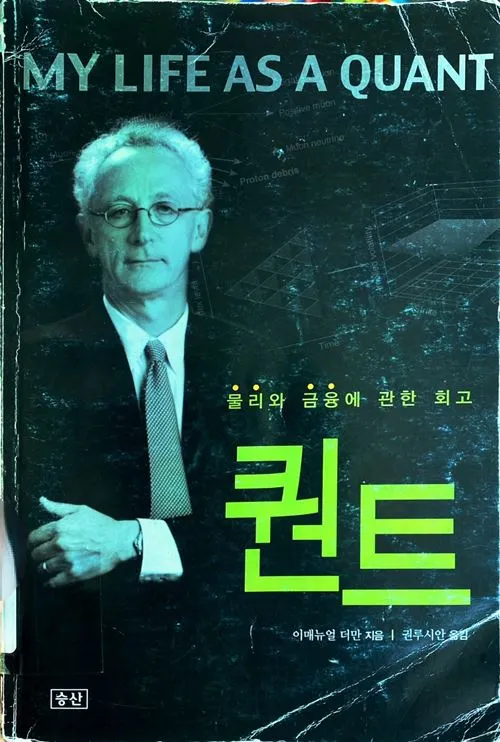 MY LIFE AS A QUANT
Positive muon
Muon neutrino
Proton debris
Time
물리와 금융에 관한 회고
퀀트
이매뉴얼 더만 지음 | 권루시안 옮김
승산